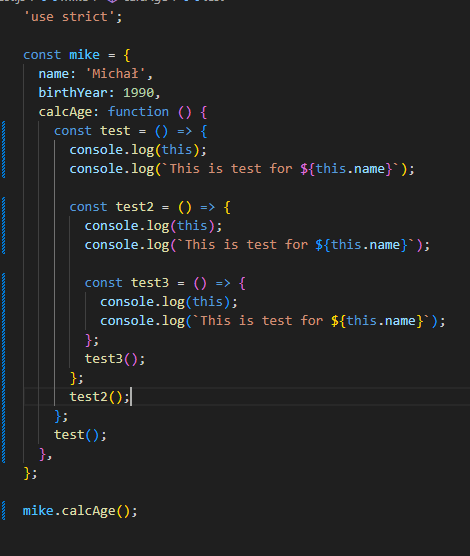 'use strict';
const mike = {
name: 'Michał',
birthYear: 1990,
calcAge: function () {
const test = () => {
console.log(this);
console.log(`This is test for ${this.name}`);
const test2 = () => {
console.log(this);
console.log(`This is test for ${this.name}`);
const test3 = () => {
console.log(this);
console.log(`This is test for ${this.name}`);
};
test3();
};
test2();
};
test();
},
};
mike.calcAge();